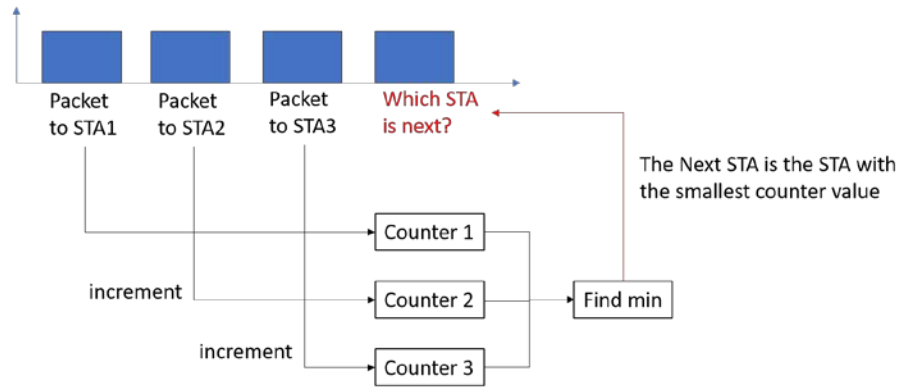 Packet
to STA1
Packet
to STA2
Packet
to STA3
Which STA
is next?
The Next STA is the STA with
the smallest counter value
Counter 1
increment
Counter 2
Find min
increment
Counter 3